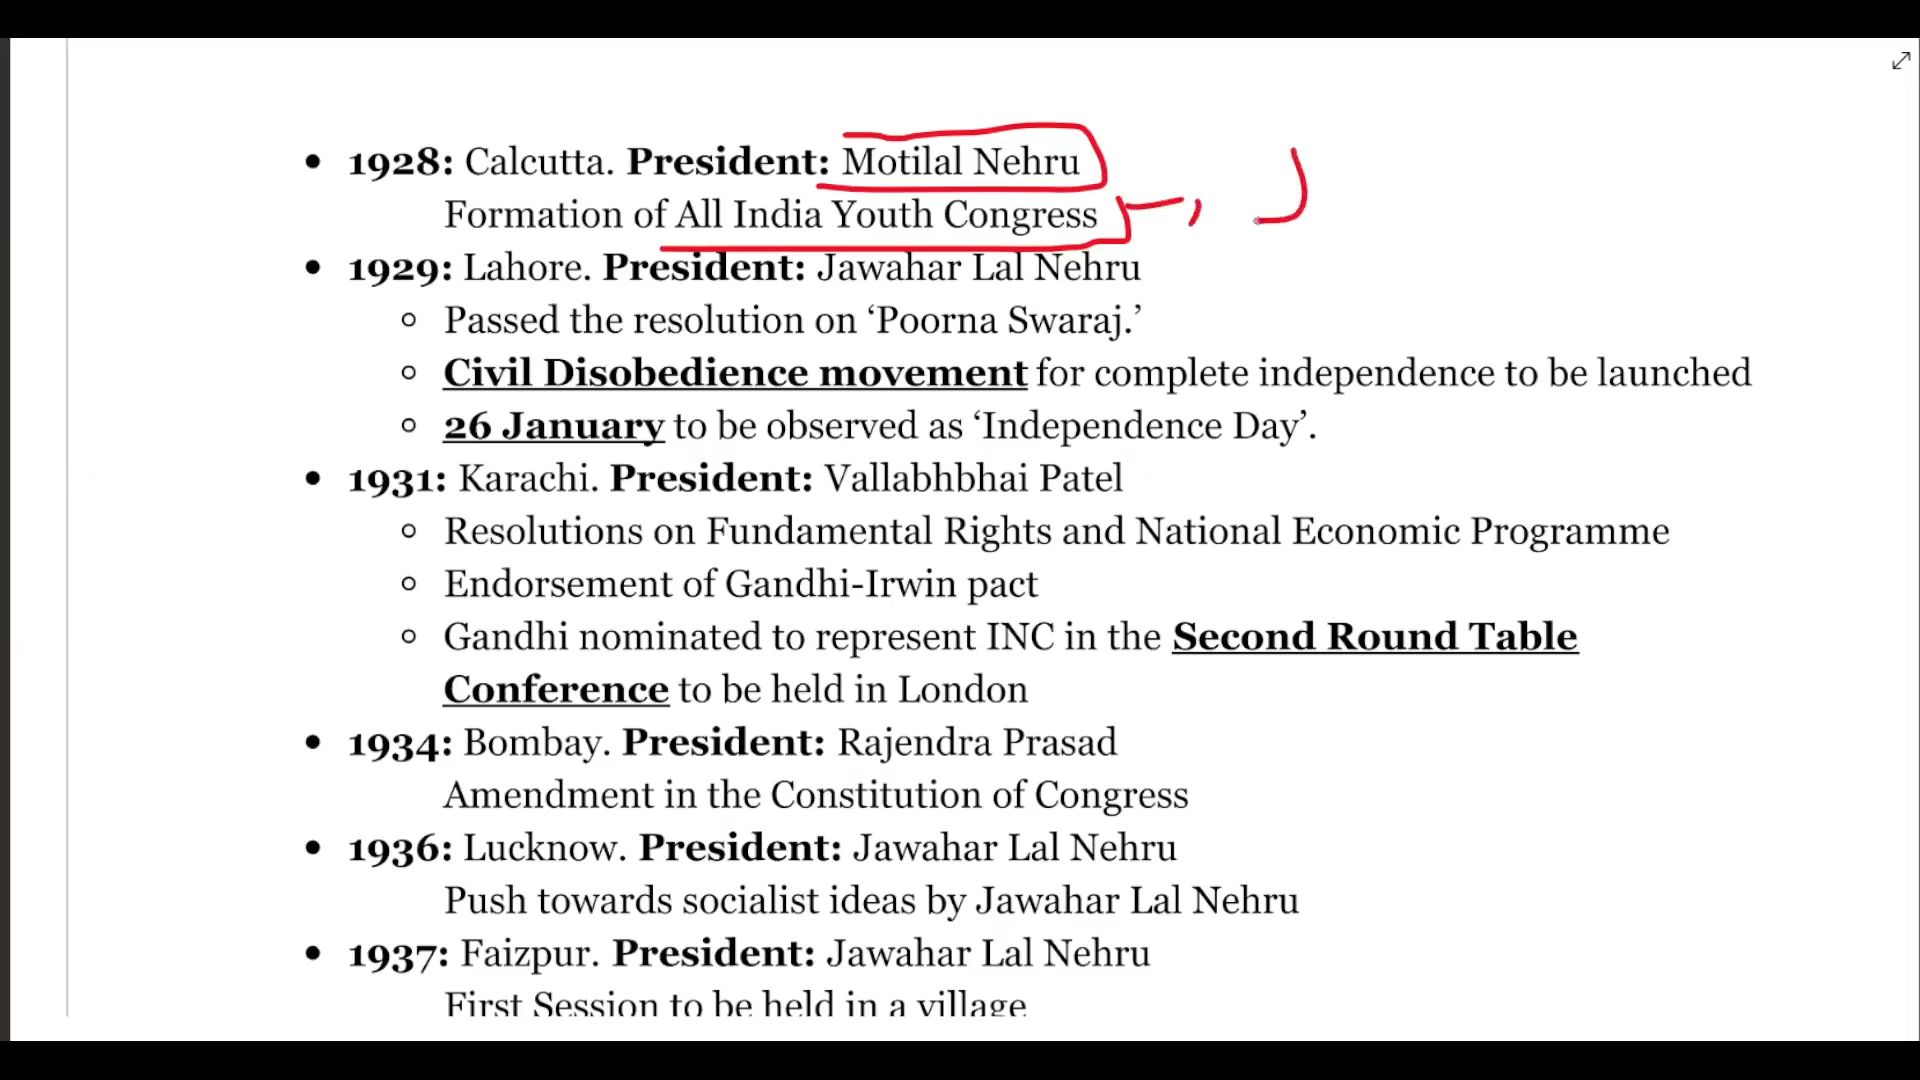 • 1928: Calcutta. President: Motilal Nehru
Formation of All India Youth Congress -, J
• 1929: Lahore. President: Jawahar Lal Nehru
○ Passed the resolution on ‘Poorna Swaraj.’
○ Civil Disobedience movement for complete independence to be launched
○ 26 January to be observed as ‘Independence Day’.
• 1931: Karachi. President: Vallabhbhai Patel
○ Resolutions on Fundamental Rights and National Economic Programme
○ Endorsement of Gandhi-Irwin pact
○ Gandhi nominated to represent INC in the Second Round Table
Conference to be held in London
• 1934: Bombay. President: Rajendra Prasad
Amendment in the Constitution of Congress
• 1936: Lucknow. President: Jawahar Lal Nehru
Push towards socialist ideas by Jawahar Lal Nehru
• 1937: Faizpur. President: Jawahar Lal Nehru
First Session to be held in a village